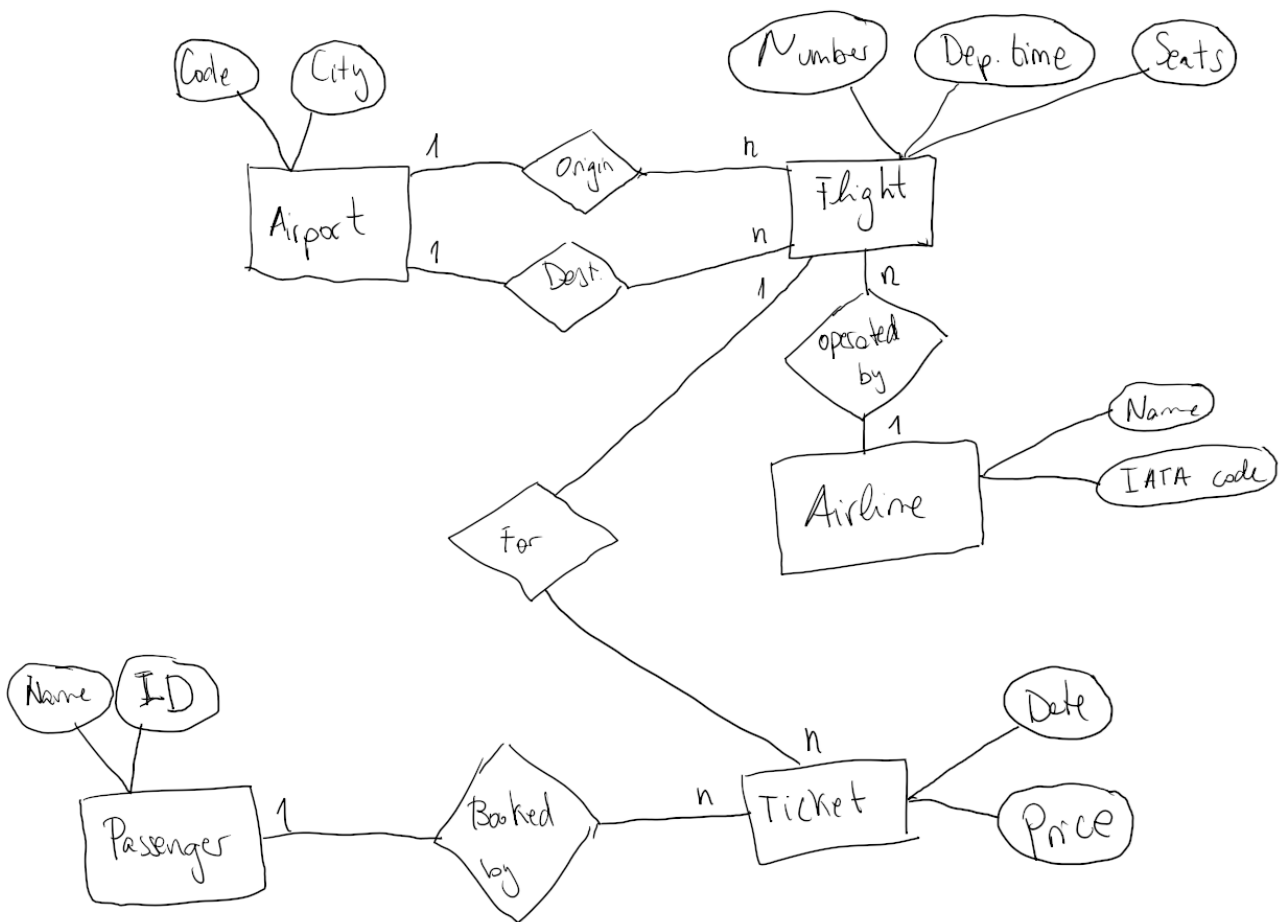 Code
City
Number
Dep. time
Seats
1
Origin
n
Airport
Flight
1
Dest.
n
1
n
operated
by
1
Name
IATA code
Airline
For
Name
ID
n
Date
Passenger
1
Booked
by
n
Ticket
Price